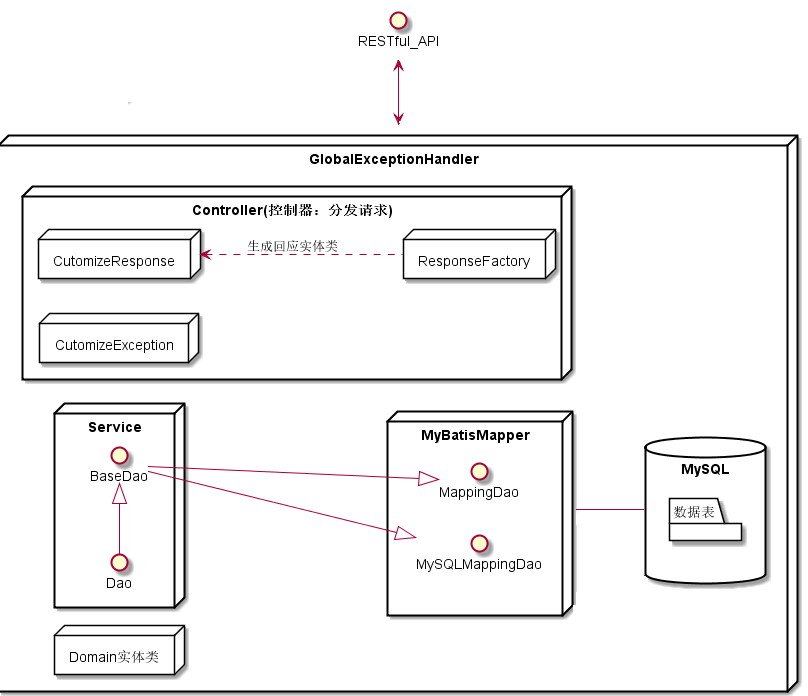 RESTful_API
GlobalExceptionHandler
Controller(控制器：分发请求)
CutomizeResponse
生成回应实体类
ResponseFactory
CutomizeException
Service
BaseDao
Dao
MyBatisMapper
MappingDao
MySQLMappingDao
MySQL
数据表
Domain实体类